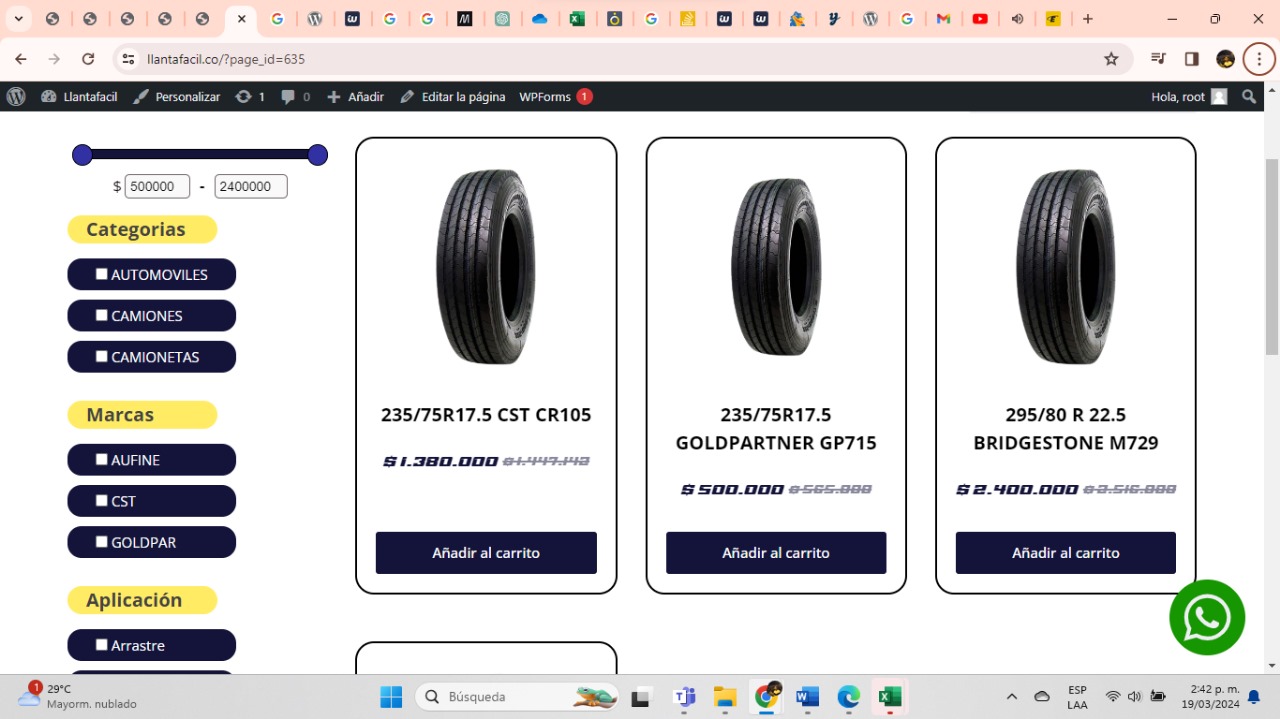 llantafacil.co/?page_id=635
Llantafacil
Personalizar
1
0
Añadir
Editar la página
WPForms 1
Hola, root
$ 500000 - 2400000
Categorias
AUTOMOVILES
CAMIONES
CAMIONETAS
Marcas
AUFINE
CST
GOLDPAR
Aplicación
Arrastre
235/75R17.5 CST CR105
$ 1.380.000 $ 1.447.142
Añadir al carrito
235/75R17.5
GOLDPARTNER GP715
$ 500.000 $ 565.000
Añadir al carrito
295/80 R 22.5
BRIDGESTONE M729
$ 2.400.000 $ 2.516.000
Añadir al carrito
1
29°C
Mayorm. nublado
Búsqueda
ESP
LAA
2:42 p. m.
19/03/2024